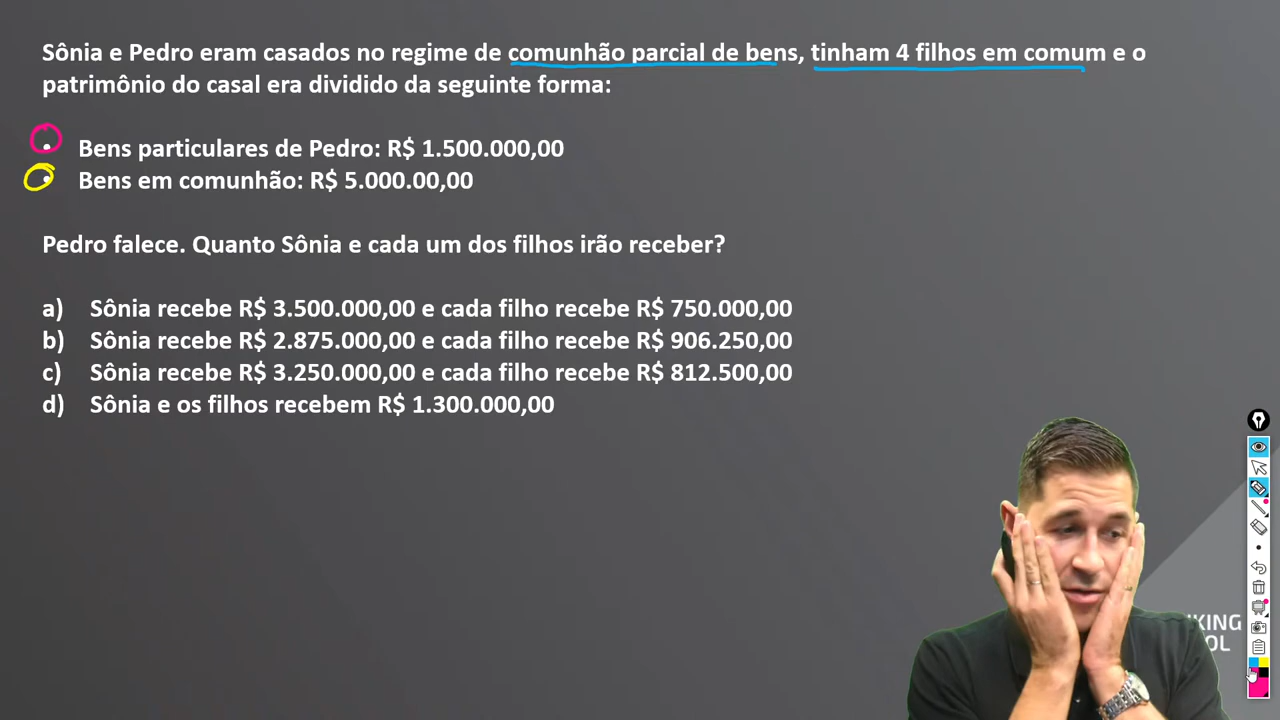 Sônia e Pedro eram casados no regime de comunhão parcial de bens, tinham 4 filhos em comum e o
patrimônio do casal era dividido da seguinte forma:
• Bens particulares de Pedro: R$ 1.500.000,00
• Bens em comunhão: R$ 5.000.00,00
Pedro falece. Quanto Sônia e cada um dos filhos irão receber?
a) Sônia recebe R$ 3.500.000,00 e cada filho recebe R$ 750.000,00
b) Sônia recebe R$ 2.875.000,00 e cada filho recebe R$ 906.250,00
c) Sônia recebe R$ 3.250.000,00 e cada filho recebe R$ 812.500,00
d) Sônia e os filhos recebem R$ 1.300.000,00